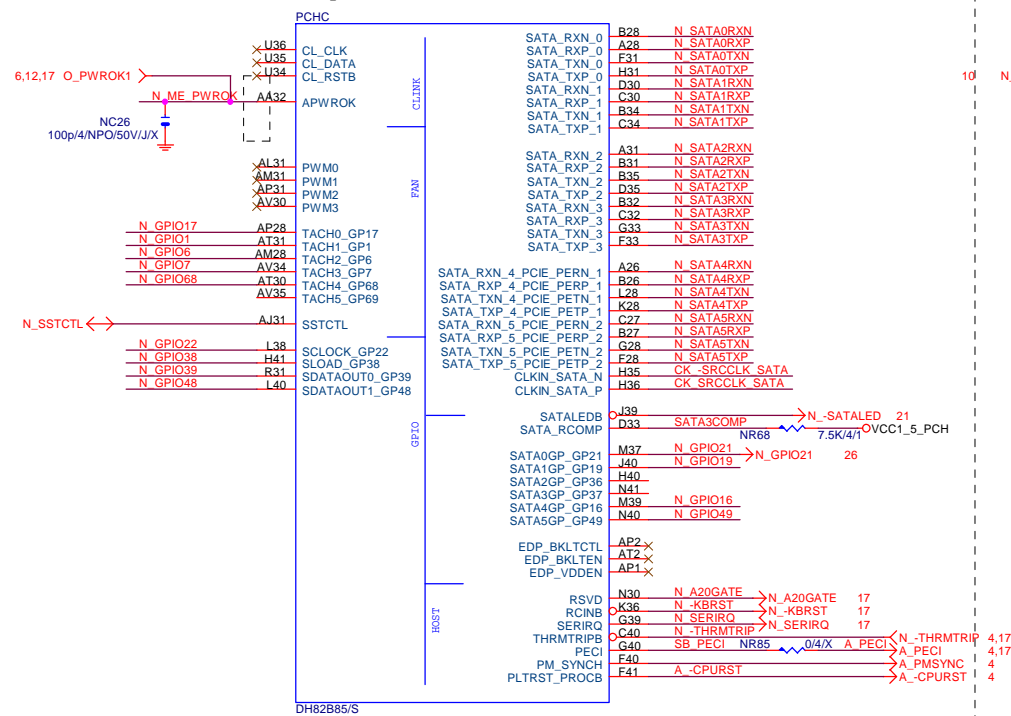 PCHC
U36 CL_CLK
U35 CL_DATA
U34 CL_RSTB
6,12,17 O_PWROK1
N_ME_PWROK AA32 APWROK
NC26
100p/4/NPO/50V/J/X
CLINK
AL31 PWM0
AM31 PWM1
AP31 PWM2
AV30 PWM3
FAN
N_GPIO17 AP28 TACH0_GP17
N_GPIO1 AT31 TACH1_GP1
N_GPIO6 AM28 TACH2_GP6
N_GPIO7 AV34 TACH3_GP7
N_GPIO68 AT30 TACH4_GP68
AV35 TACH5_GP69
N_SSTCTL AJ31 SSTCTL
N_GPIO22 L38 SCLOCK_GP22
N_GPIO38 H41 SLOAD_GP38
N_GPIO39 R31 SDATAOUT0_GP39
N_GPIO48 L40 SDATAOUT1_GP48
GPIO
HOST
SATA_RXN_0 B28 N_SATA0RXN
SATA_RXP_0 A28 N_SATA0RXP
SATA_TXN_0 F31 N_SATA0TXN
SATA_TXP_0 H31 N_SATA0TXP
SATA_RXN_1 D30 N_SATA1RXN
SATA_RXP_1 C30 N_SATA1RXP
SATA_TXN_1 B34 N_SATA1TXN
SATA_TXP_1 C34 N_SATA1TXP
SATA_RXN_2 A31 N_SATA2RXN
SATA_RXP_2 B31 N_SATA2RXP
SATA_TXN_2 B35 N_SATA2TXN
SATA_TXP_2 D35 N_SATA2TXP
SATA_RXN_3 B32 N_SATA3RXN
SATA_RXP_3 C32 N_SATA3RXP
SATA_TXN_3 G33 N_SATA3TXN
SATA_TXP_3 F33 N_SATA3TXP
SATA_RXN_4_PCIE_PERN_1 A26 N_SATA4RXN
SATA_RXP_4_PCIE_PERP_1 B26 N_SATA4RXP
SATA_TXN_4_PCIE_PETN_1 L28 N_SATA4TXN
SATA_TXP_4_PCIE_PETP_1 K28 N_SATA4TXP
SATA_RXN_5_PCIE_PERN_2 C27 N_SATA5RXN
SATA_RXP_5_PCIE_PERP_2 B27 N_SATA5RXP
SATA_TXN_5_PCIE_PETN_2 G28 N_SATA5TXN
SATA_TXP_5_PCIE_PETP_2 F28 N_SATA5TXP
CLKIN_SATA_N H35 CK_-SRCCLK_SATA
CLKIN_SATA_P H36 CK_SRCCLK_SATA
SATALEDB J39 N_-SATALED 21
SATA_RCOMP D33 SATA3COMP NR68 7.5K/4/1 VCC1_5_PCH
SATA0GP_GP21 M37 N_GPIO21 N_GPIO21 26
SATA1GP_GP19 J40 N_GPIO19
SATA2GP_GP36 H40
SATA3GP_GP37 N41
SATA4GP_GP16 M39 N_GPIO16
SATA5GP_GP49 N40 N_GPIO49
EDP_BKLTCTL AP2
EDP_BKLTEN AT2
EDP_VDDEN AP1
RSVD N30 N_A20GATE N_A20GATE 17
RCINB K36 N_-KBRST N_-KBRST 17
SERIRQ G39 N_SERIRQ N_SERIRQ 17
THRMTRIPB C40 N_-THRMTRIP N_-THRMTRIP 4,17
PECI G40 SB_PECI NR85 0/4/X A_PECI A_PECI 4,17
PM_SYNCH F40 A_PMSYNC 4
PLTRST_PROCB F41 A_-CPURST A_-CPURST 4
DH82B85/S
10 N_